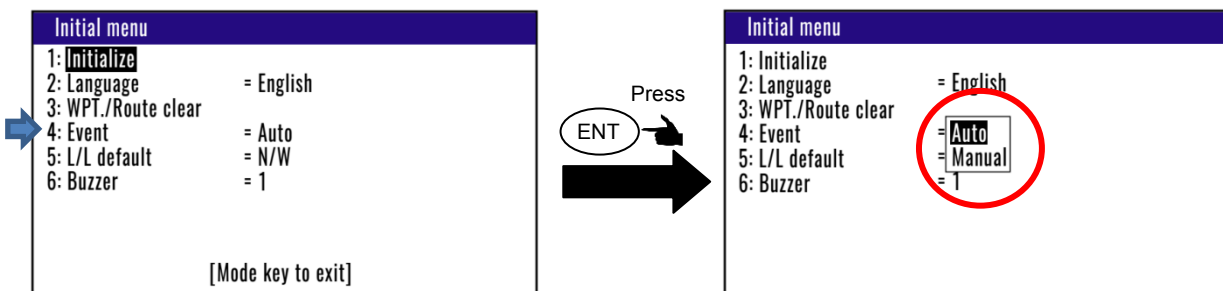 Initial menu
1: Initialize
2: Language = English
3: WPT./Route clear
4: Event = Auto
5: L/L default = N/W
6: Buzzer = 1
[Mode key to exit]
Press
ENT
Initial menu
1: Initialize
2: Language = English
3: WPT./Route clear
4: Event = Auto
5: L/L default = Manual
6: Buzzer = 1